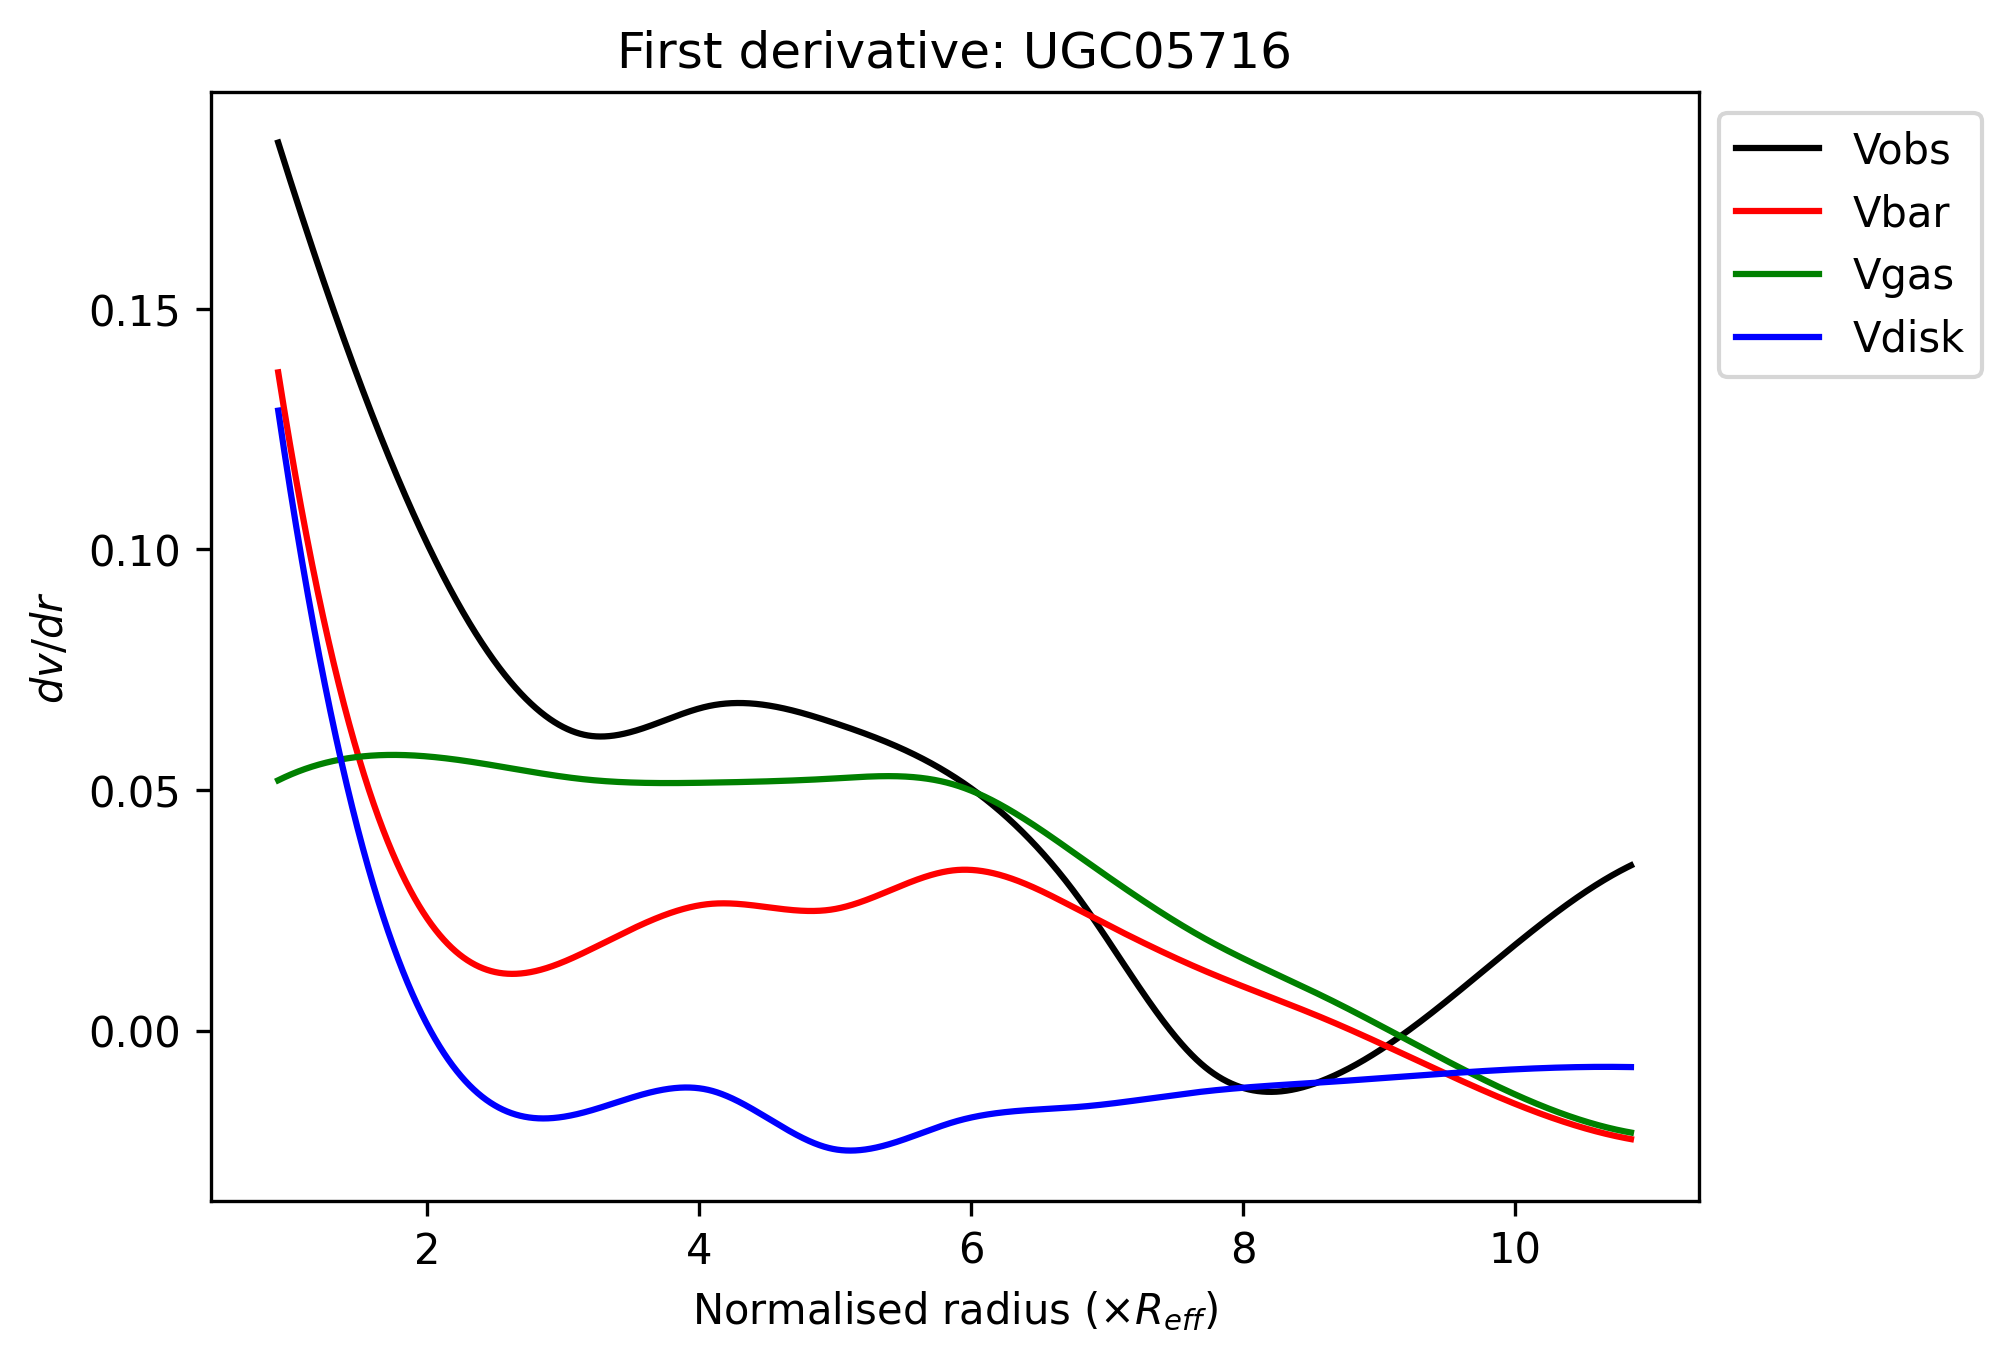 First derivative: UGC05716
Vobs
Vbar
Vgas
Vdisk
0.15
0.10
0.05
0.00
dv/dr
2 4 6 8 10
Normalised radius (×R_eff)